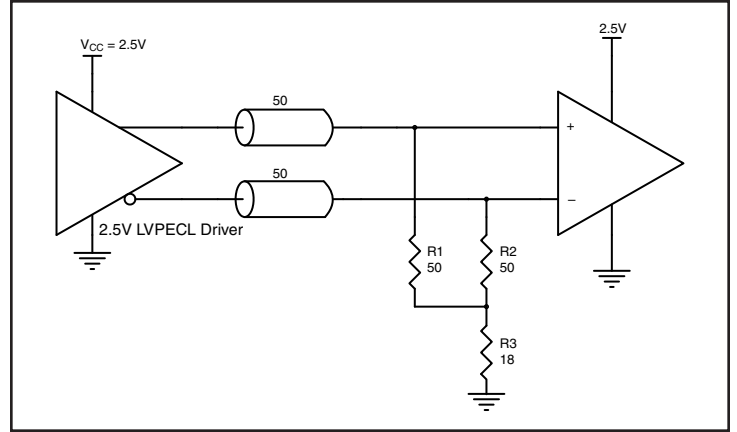 V_CC = 2.5V
2.5V
50
+
50
−
2.5V LVPECL Driver
R1
50
R2
50
R3
18